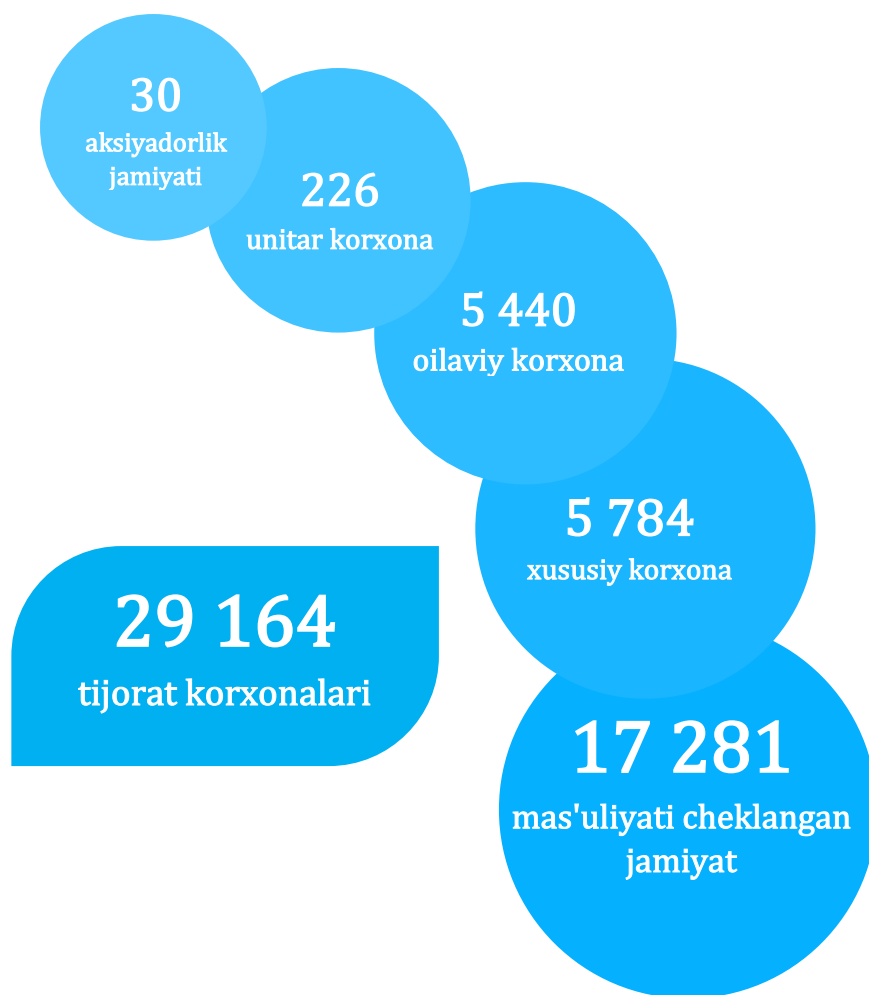 30
aksiyadorlik
jamiyati
226
unitar korxona
5 440
oilaviy korxona
5 784
xususiy korxona
29 164
tijorat korxonalari
17 281
mas'uliyati cheklangan
jamiyat